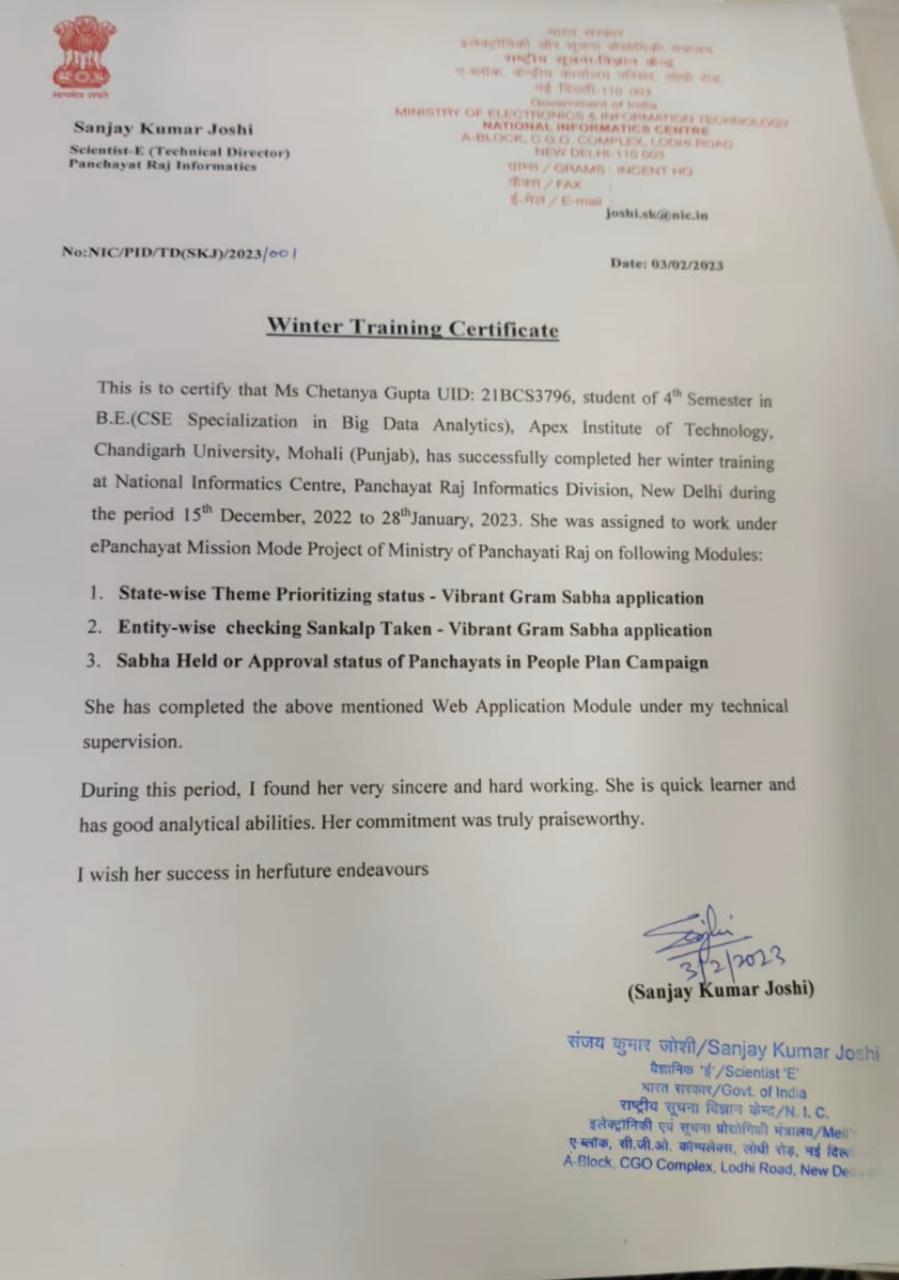 सत्यमेव जयते
Sanjay Kumar Joshi
Scientist-E (Technical Director)
Panchayat Raj Informatics
भारत सरकार
इलेक्ट्रॉनिकी और सूचना प्रौद्योगिकी मंत्रालय
राष्ट्रीय सूचना-विज्ञान केन्द्र
ए-ब्लॉक, केन्द्रीय कार्यालय परिसर, लोधी रोड,
नई दिल्ली-110 003
Government of India
MINISTRY OF ELECTRONICS & INFORMATION TECHNOLOGY
NATIONAL INFORMATICS CENTRE
A-BLOCK, C.G.O. COMPLEX, LODHI ROAD
NEW DELHI-110 003
ग्राम्स / GRAMS : INCENT HQ
फैक्स / FAX :
ई-मेल / E-mail :
joshi.sk@nic.in
No:NIC/PID/TD(SKJ)/2023/001
Date: 03/02/2023
Winter Training Certificate
This is to certify that Ms Chetanya Gupta UID: 21BCS3796, student of 4th Semester in
B.E.(CSE Specialization in Big Data Analytics), Apex Institute of Technology,
Chandigarh University, Mohali (Punjab), has successfully completed her winter training
at National Informatics Centre, Panchayat Raj Informatics Division, New Delhi during
the period 15th December, 2022 to 28thJanuary, 2023. She was assigned to work under
ePanchayat Mission Mode Project of Ministry of Panchayati Raj on following Modules:
1. State-wise Theme Prioritizing status - Vibrant Gram Sabha application
2. Entity-wise checking Sankalp Taken - Vibrant Gram Sabha application
3. Sabha Held or Approval status of Panchayats in People Plan Campaign
She has completed the above mentioned Web Application Module under my technical
supervision.
During this period, I found her very sincere and hard working. She is quick learner and
has good analytical abilities. Her commitment was truly praiseworthy.
I wish her success in herfuture endeavours
3/2/2023
(Sanjay Kumar Joshi)
संजय कुमार जोशी/Sanjay Kumar Joshi
वैज्ञानिक 'ई'/Scientist 'E'
भारत सरकार/Govt. of India
राष्ट्रीय सूचना विज्ञान केन्द्र/N.I.C.
इलेक्ट्रॉनिकी एवं सूचना प्रोद्योगिकी मंत्रालय/Meit
ए-ब्लॉक, सी.जी.ओ. कॉम्पलेक्स, लोधी रोड़, नई
A-Block, CGO Complex, Lodhi Road, New